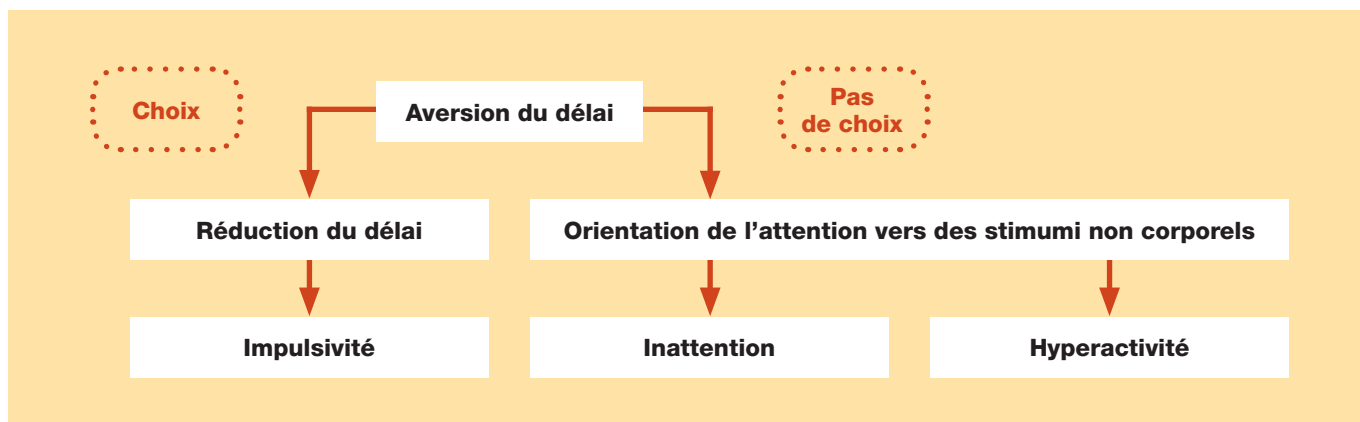 Choix
Aversion du délai
Pas
de choix
Réduction du délai
Orientation de l'attention vers des stimumi non corporels
Impulsivité
Inattention
Hyperactivité